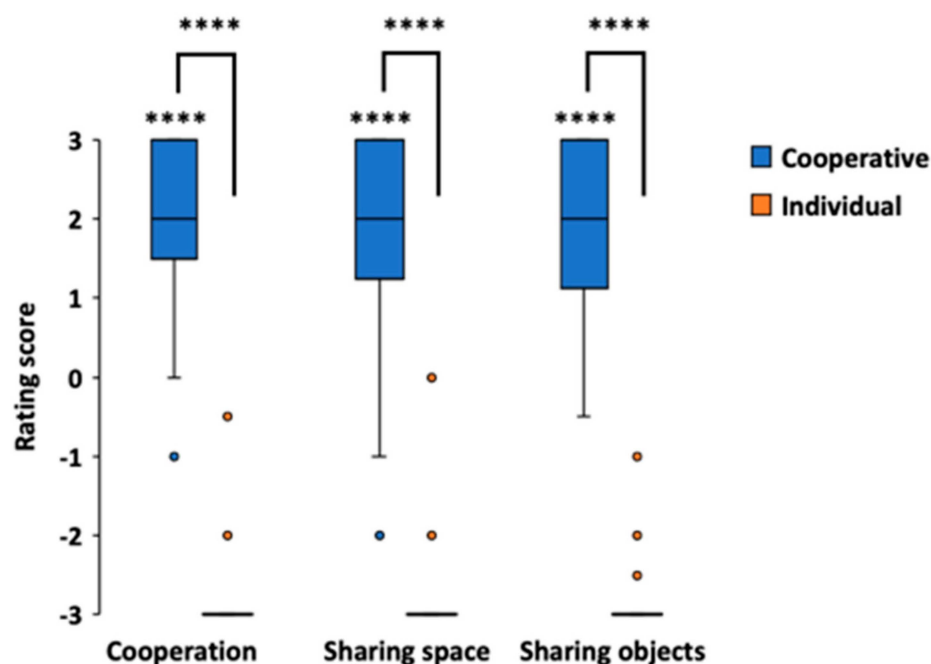 **** **** ****
**** **** ****
3
2
1
0
-1
-2
-3
Rating score
Cooperative
Individual
Cooperation Sharing space Sharing objects